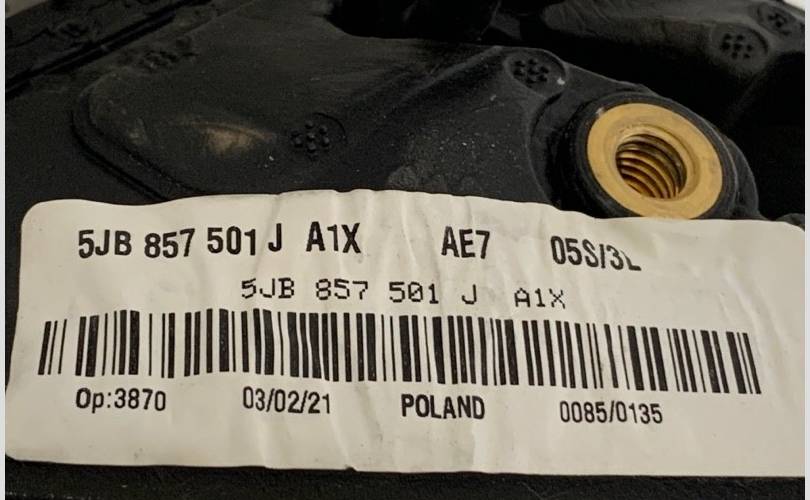 5JB 857 501 J A1X AE7 05S/3L
5JB 857 501 J A1X
Op:3870 03/02/21 POLAND 0085/0135